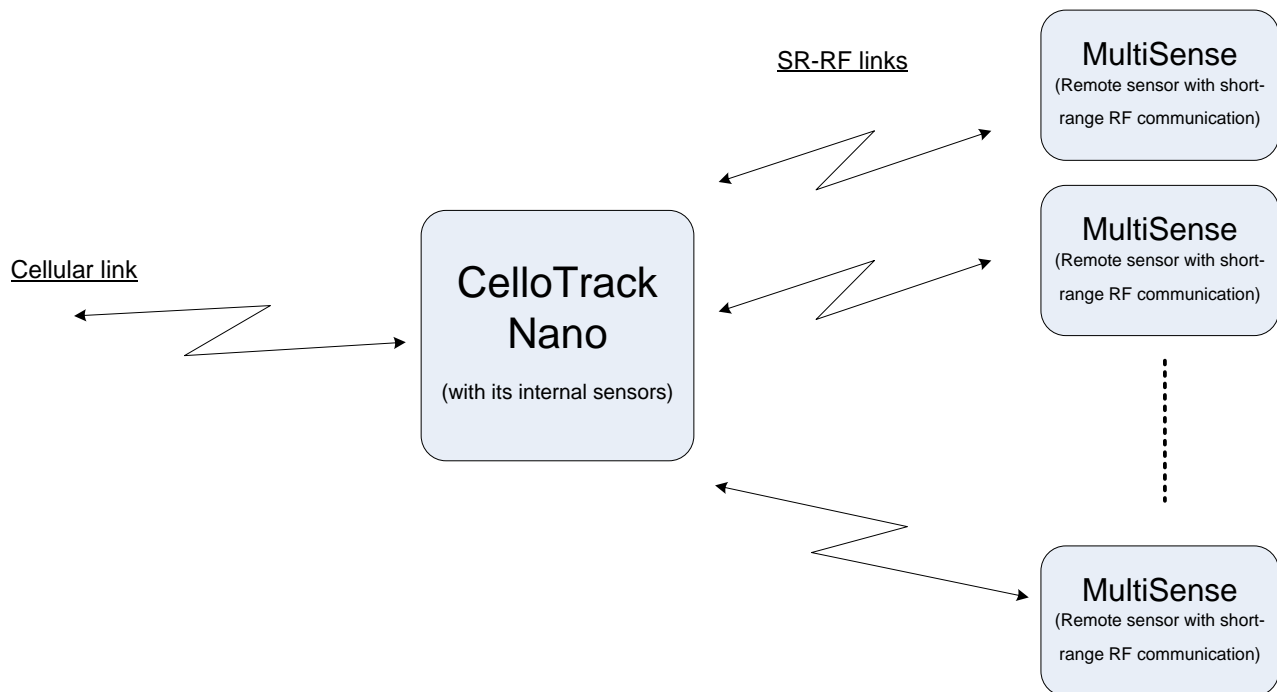 SR-RF links
MultiSense
(Remote sensor with short-
range RF communication)
MultiSense
(Remote sensor with short-
range RF communication)
Cellular link
CelloTrack
Nano
(with its internal sensors)
MultiSense
(Remote sensor with short-
range RF communication)